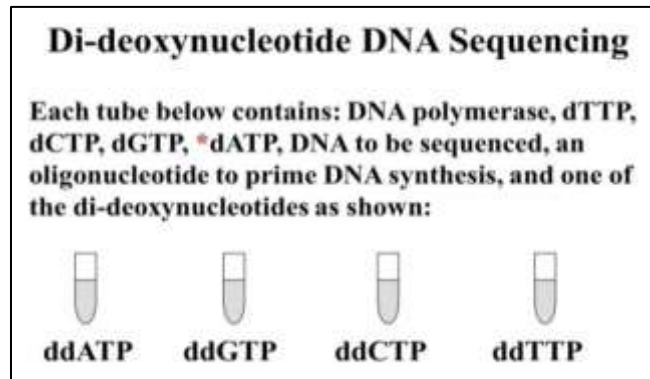 Di-deoxynucleotide DNA Sequencing
Each tube below contains: DNA polymerase, dTTP,
dCTP, dGTP, *dATP, DNA to be sequenced, an
oligonucleotide to prime DNA synthesis, and one of
the di-deoxynucleotides as shown:
ddATP ddGTP ddCTP ddTTP